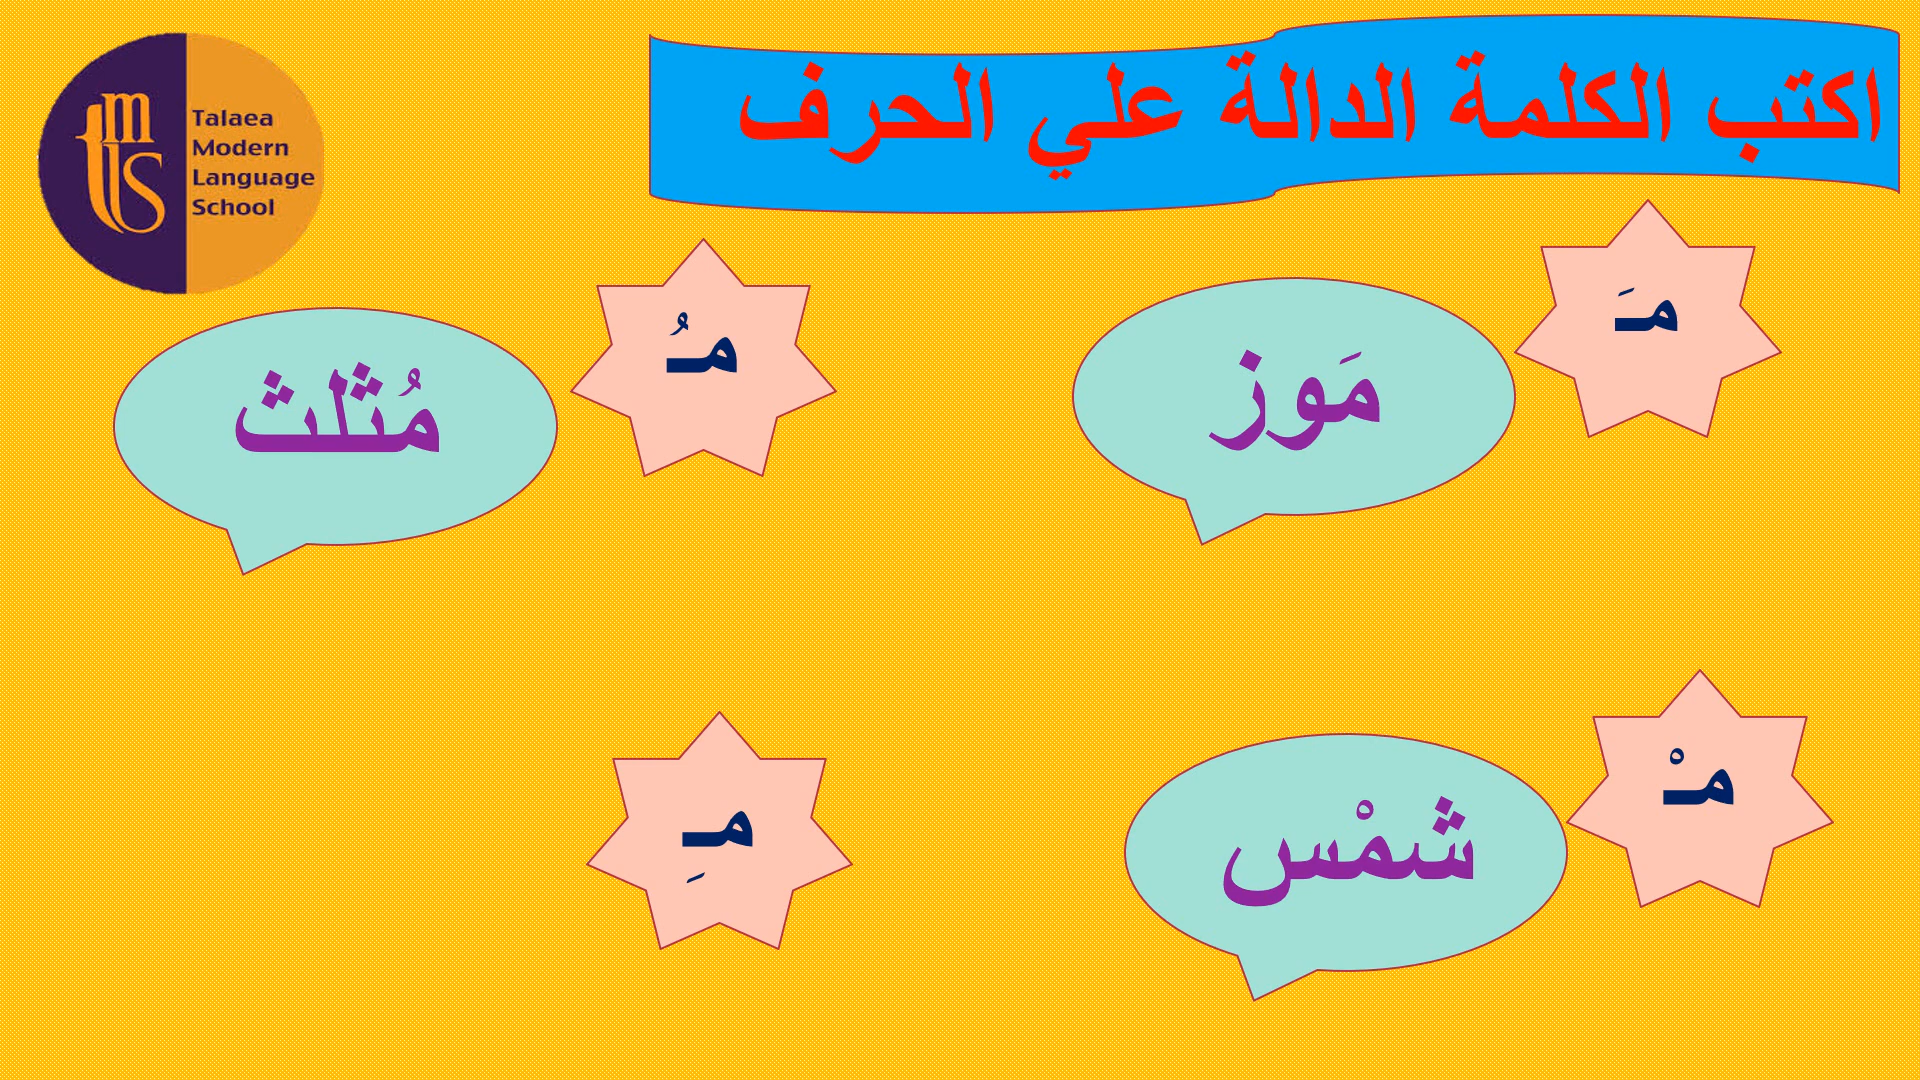 اكتب الكلمة الدالة علي الحرف
Talaea
Modern
Language
School
مـَ
مَوز
مـُ
مُثلث
مـْ
شمْس
مـِ